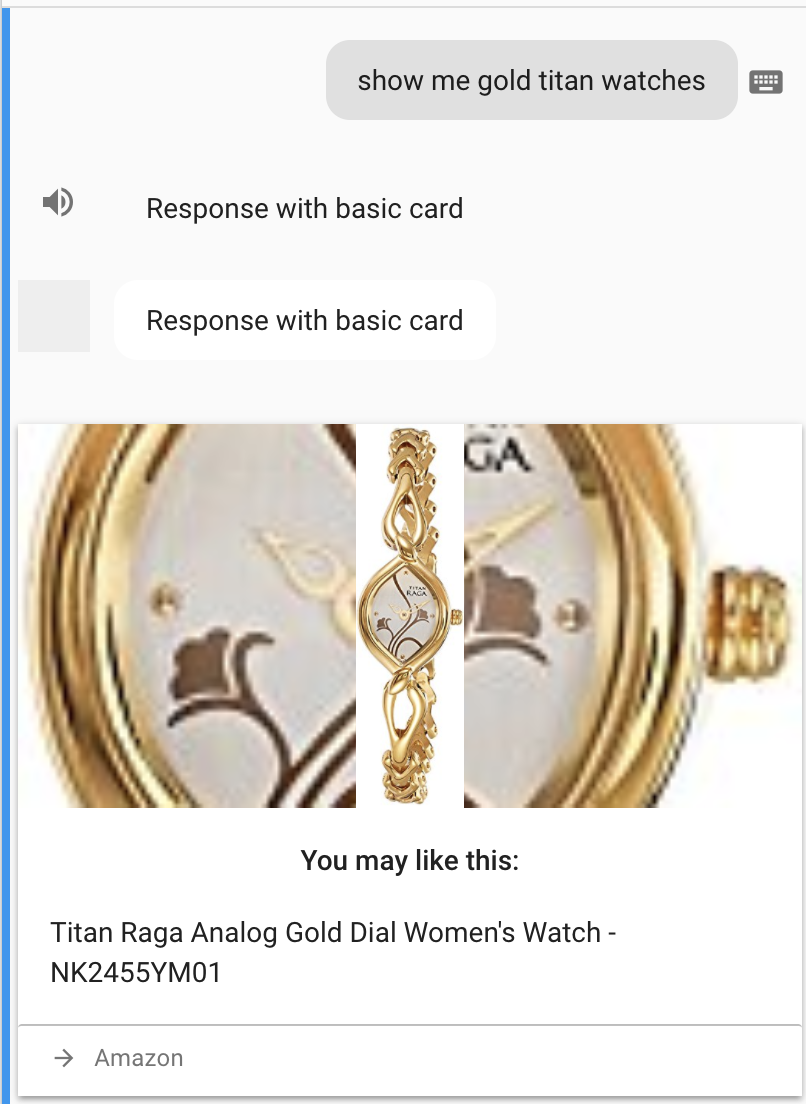 show me gold titan watches
Response with basic card
Response with basic card
GA
TITAN
RAGA
You may like this:
Titan Raga Analog Gold Dial Women's Watch -
NK2455YM01
Amazon